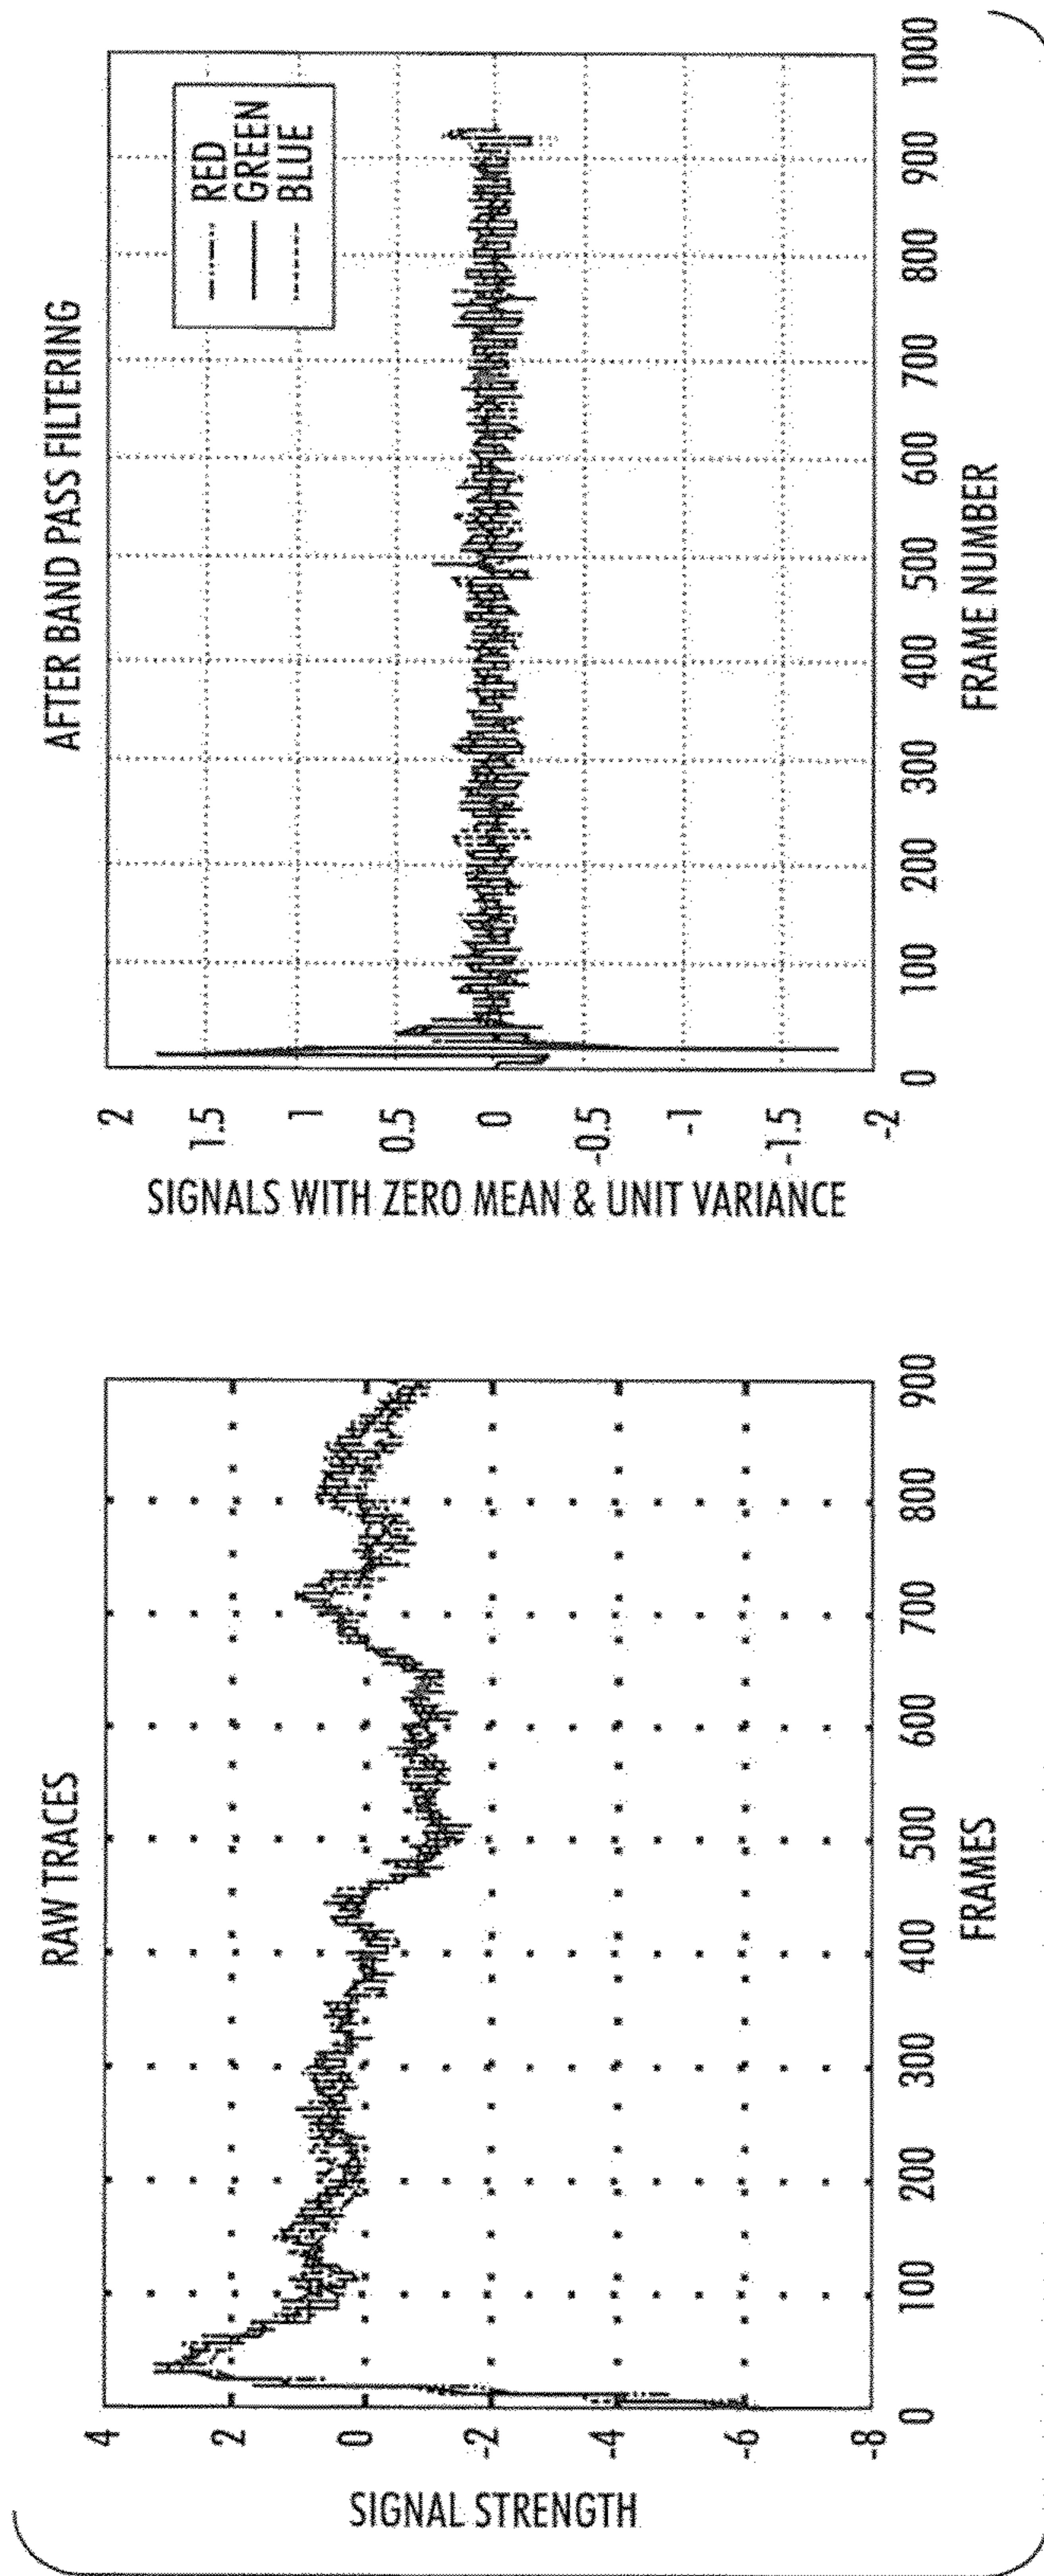 RAW TRACES
4
2
0
-2
-4
-6
-8
SIGNAL STRENGTH
0 100 200 300 400 500 600 700 800 900
FRAMES
AFTER BAND PASS FILTERING
RED
GREEN
BLUE
2
1.5
1
0.5
0
-0.5
-1
-1.5
-2
SIGNALS WITH ZERO MEAN & UNIT VARIANCE
0 100 200 300 400 500 600 700 800 900 1000
FRAME NUMBER